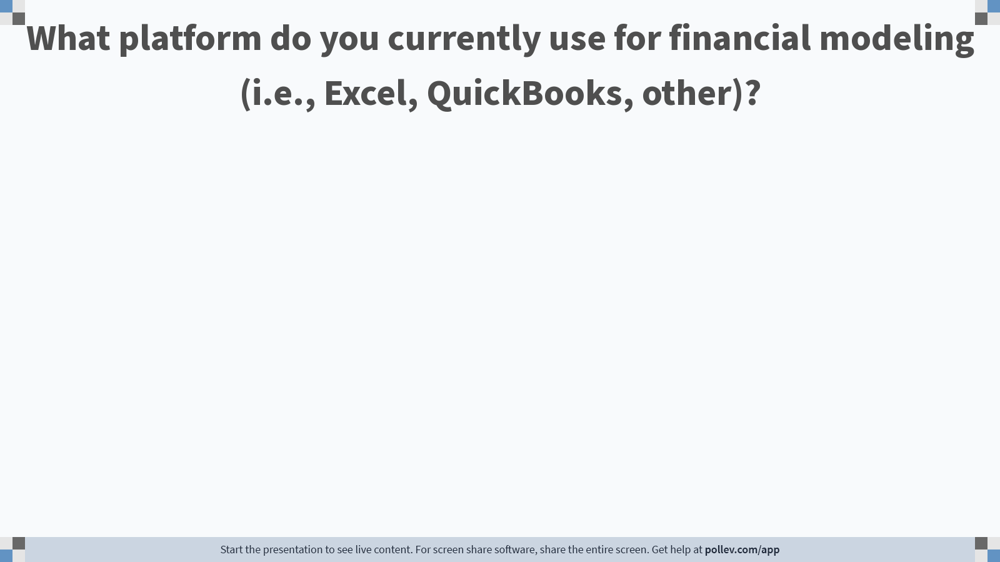 What platform do you currently use for financial modeling
(i.e., Excel, QuickBooks, other)?
Start the presentation to see live content. For screen share software, share the entire screen. Get help at pollev.com/app